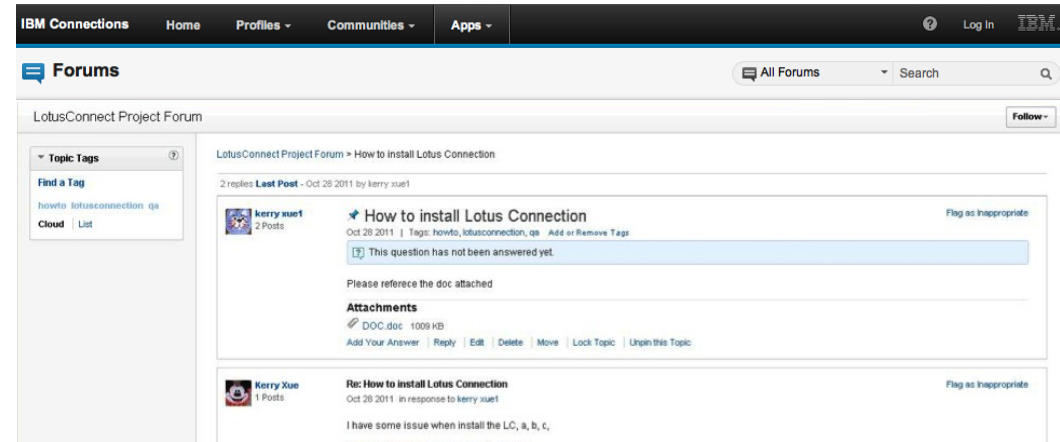 IBM Connections Home Profiles Communities Apps Log In IBM.
Forums All Forums Search
LotusConnect Project Forum Follow
Topic Tags ?
Find a Tag
howto lotusconnection qa
Cloud | List
LotusConnect Project Forum > How to install Lotus Connection
2 replies Last Post - Oct 28 2011 by kerry xue1
kerry xue1
2 Posts
How to install Lotus Connection
Flag as Inappropriate
Oct 28 2011 | Tags: howto, lotusconnection, qa Add or Remove Tags
? This question has not been answered yet.
Please referece the doc attached
Attachments
DOC.doc 1009 KB
Add Your Answer | Reply | Edit | Delete | Move | Lock Topic | Unpin this Topic
Kerry Xue
1 Posts
Re: How to install Lotus Connection
Flag as Inappropriate
Oct 28 2011 in response to kerry xue1
I have some issue when install the LC, a, b, c,